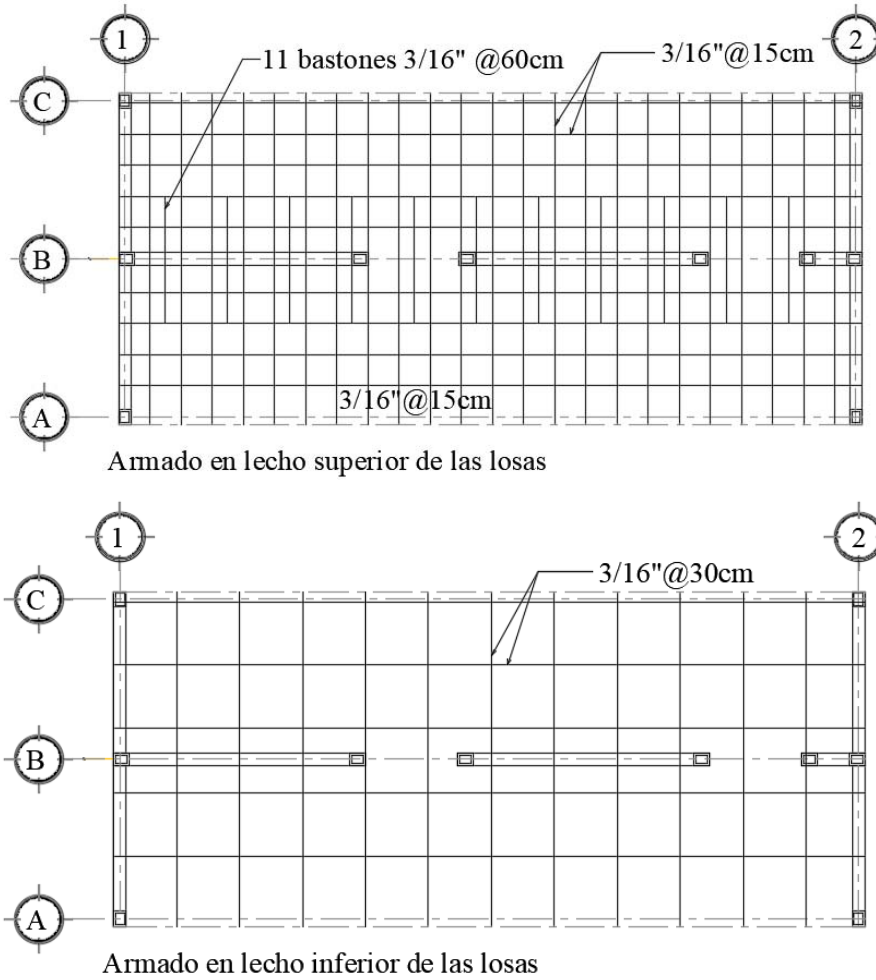 1
2
11 bastones 3/16" @60cm
3/16"@15cm
C
B
A
3/16"@15cm
Armado en lecho superior de las losas
1
2
3/16"@30cm
C
B
A
Armado en lecho inferior de las losas